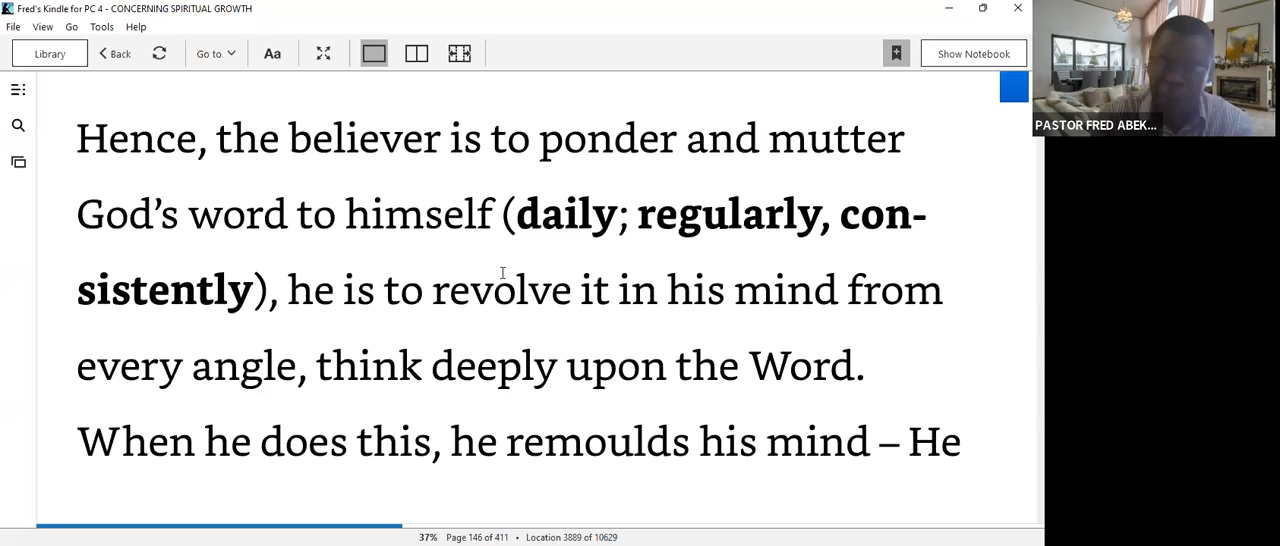 Fred's Kindle for PC 4 - CONCERNING SPIRITUAL GROWTH
File View Go Tools Help
Library Back Go to Aa Show Notebook
PASTOR FRED ABEK...
Hence, the believer is to ponder and mutter
God's word to himself (daily; regularly, con-
sistently), he is to revolve it in his mind from
every angle, think deeply upon the Word.
When he does this, he remoulds his mind – He
37% Page 146 of 411 • Location 3889 of 10629